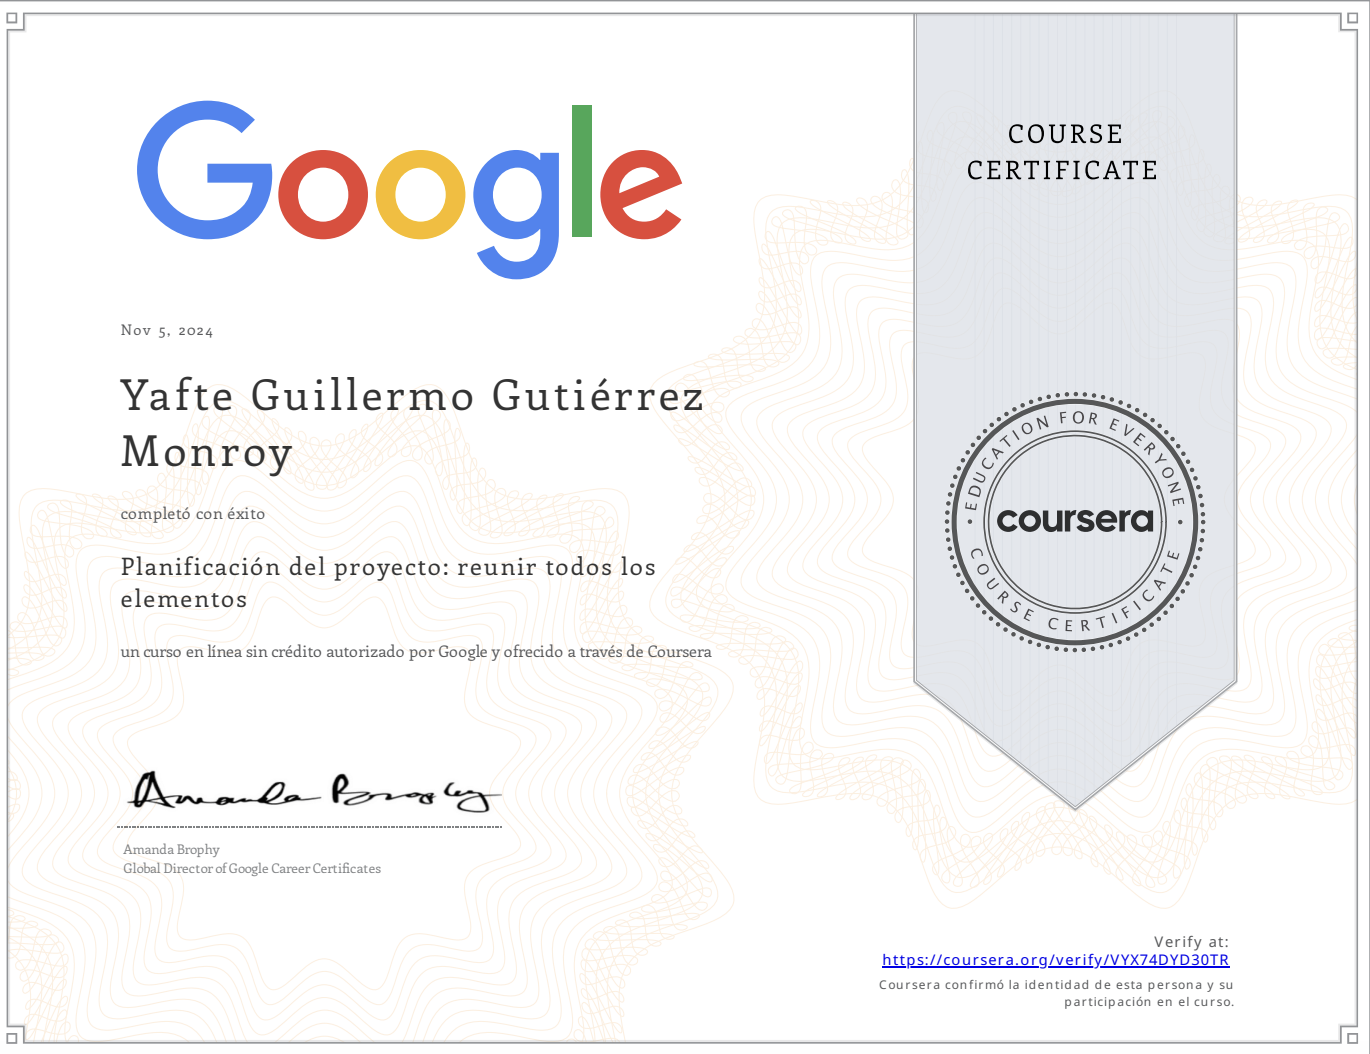 Google
COURSE
CERTIFICATE
Nov 5, 2024
Yafte Guillermo Gutiérrez
Monroy
completó con éxito
Planificación del proyecto: reunir todos los
elementos
un curso en línea sin crédito autorizado por Google y ofrecido a través de Coursera
EDUCATION FOR EVERYONE
coursera
COURSE CERTIFICATE
Amanda Brophy
Amanda Brophy
Global Director of Google Career Certificates
Verify at:
https://coursera.org/verify/VYX74DYD30TR
Coursera confirmó la identidad de esta persona y su
participación en el curso.